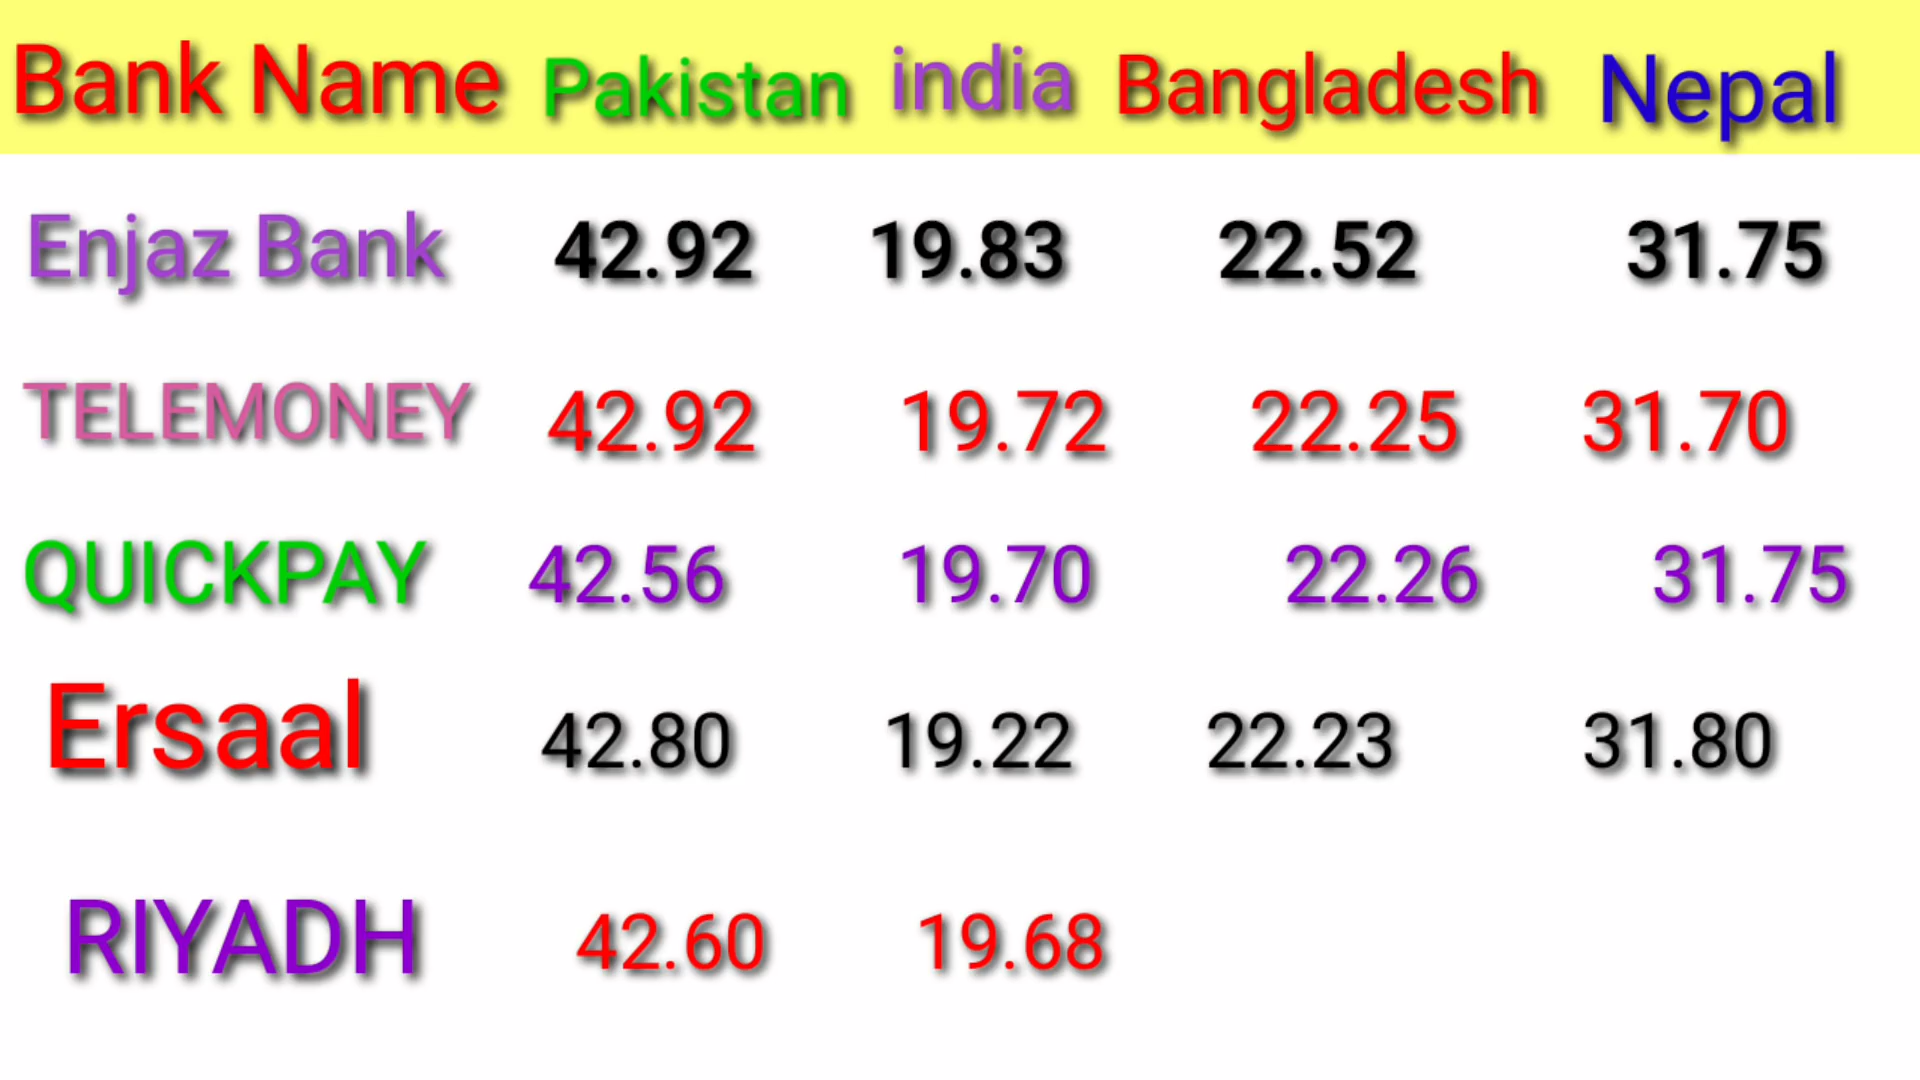 Bank Name Pakistan india Bangladesh Nepal
Enjaz Bank 42.92 19.83 22.52 31.75
TELEMONEY 42.92 19.72 22.25 31.70
QUICKPAY 42.56 19.70 22.26 31.75
Ersaal 42.80 19.22 22.23 31.80
RIYADH 42.60 19.68